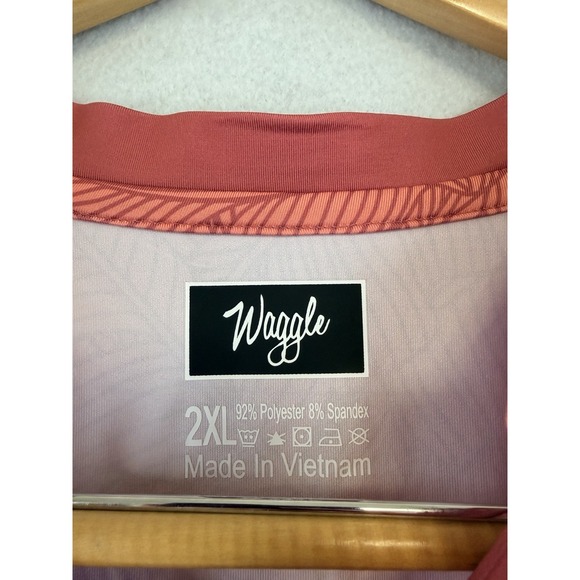 Waggle
2XL 92% Polyester 8% Spandex
Made In Vietnam